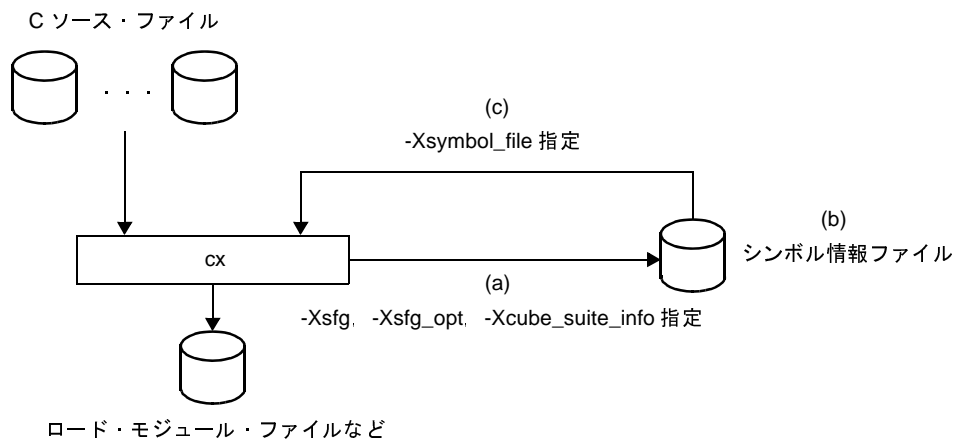 C ソース・ファイル
・・・
(c)
-Xsymbol_file 指定
(b)
シンボル情報ファイル
cx
(a)
-Xsfg, -Xsfg_opt, -Xcube_suite_info 指定
ロード・モジュール・ファイルなど